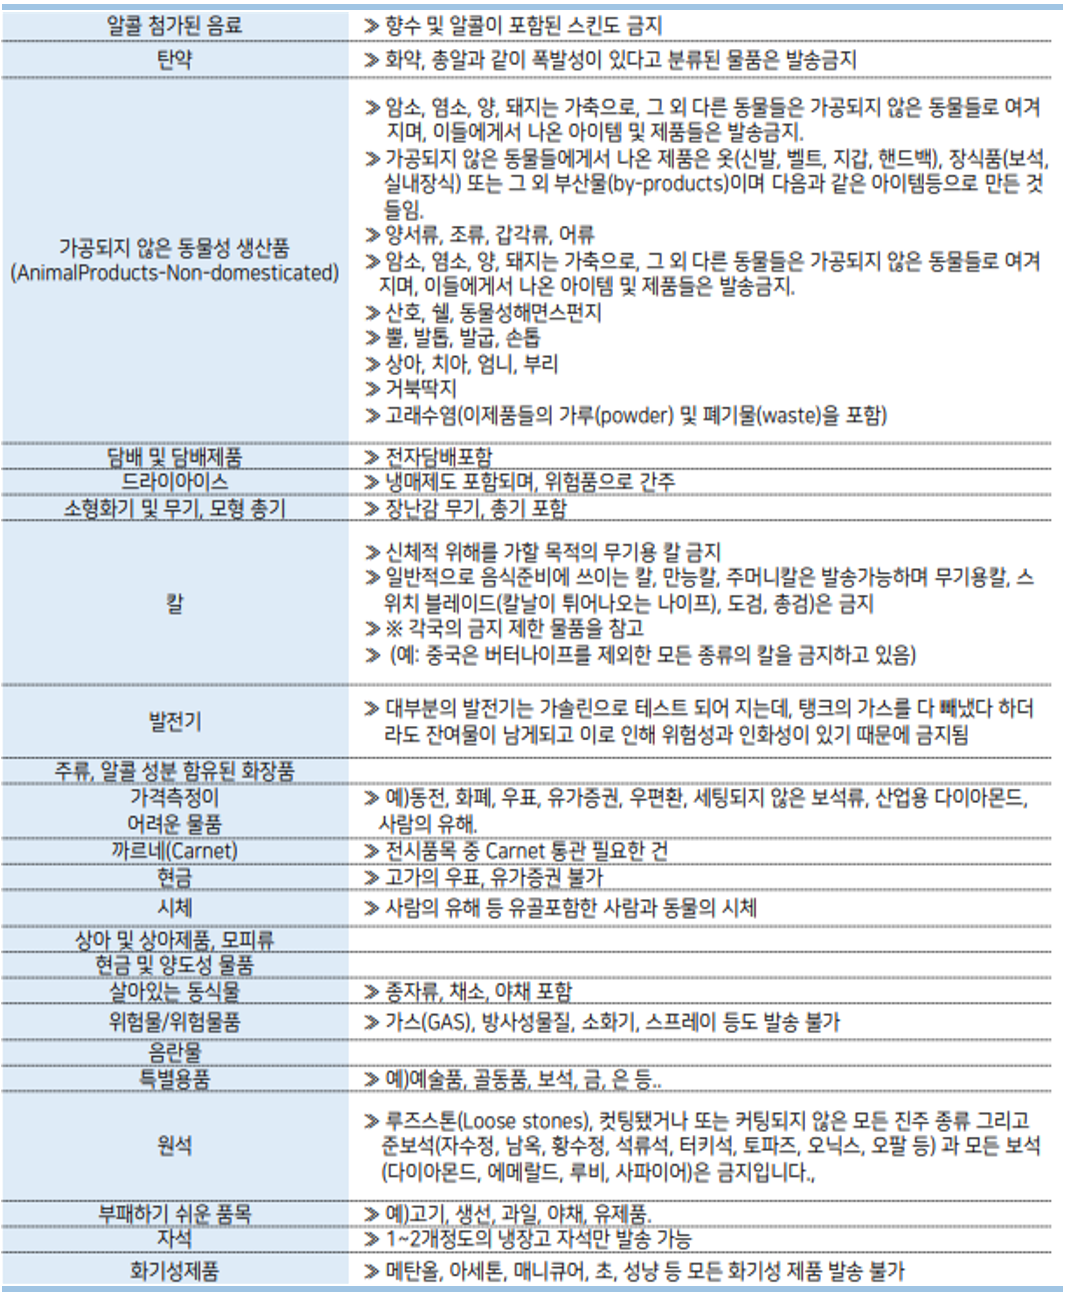 알콜 첨가된 음료
≫ 향수 및 알콜이 포함된 스킨도 금지
탄약
≫ 화약, 총알과 같이 폭발성이 있다고 분류된 물품은 발송금지
가공되지 않은 동물성 생산품
(AnimalProducts-Non-domesticated)
≫ 암소, 염소, 양, 돼지는 가축으로, 그 외 다른 동물들은 가공되지 않은 동물들로 여겨
지며, 이들에게서 나온 아이템 및 제품들은 발송금지.
≫ 가공되지 않은 동물들에게서 나온 제품은 옷(신발, 벨트, 지갑, 핸드백), 장식품(보석,
실내장식) 또는 그 외 부산물(by-products)이며 다음과 같은 아이템등으로 만든 것
들임.
≫ 양서류, 조류, 갑각류, 어류
≫ 암소, 염소, 양, 돼지는 가축으로, 그 외 다른 동물들은 가공되지 않은 동물들로 여겨
지며, 이들에게서 나온 아이템 및 제품들은 발송금지.
≫ 산호, 쉘, 동물성해면스펀지
≫ 뿔, 발톱, 발굽, 손톱
≫ 상아, 치아, 엄니, 부리
≫ 거북딱지
≫ 고래수염(이제품들의 가루(powder) 및 폐기물(waste)을 포함)
담배 및 담배제품
≫ 전자담배포함
드라이아이스
≫ 냉매제도 포함되며, 위험품으로 간주
소형화기 및 무기, 모형 총기
≫ 장난감 무기, 총기 포함
칼
≫ 신체적 위해를 가할 목적의 무기용 칼 금지
≫ 일반적으로 음식준비에 쓰이는 칼, 만능칼, 주머니칼은 발송가능하며 무기용칼, 스
위치 블레이드(칼날이 튀어나오는 나이프), 도검, 총검)은 금지
≫ ※ 각국의 금지 제한 물품을 참고
≫ (예: 중국은 버터나이프를 제외한 모든 종류의 칼을 금지하고 있음)
발전기
≫ 대부분의 발전기는 가솔린으로 테스트 되어 지는데, 탱크의 가스를 다 빼냈다 하더
라도 잔여물이 남게되고 이로 인해 위험성과 인화성이 있기 때문에 금지됨
주류, 알콜 성분 함유된 화장품
가격측정이
어려운 물품
≫ 예)동전, 화폐, 우표, 유가증권, 우편환, 세팅되지 않은 보석류, 산업용 다이아몬드,
사람의 유해.
까르네(Carnet)
≫ 전시품목 중 Carnet 통관 필요한 건
현금
≫ 고가의 우표, 유가증권 불가
시체
≫ 사람의 유해 등 유골포함한 사람과 동물의 시체
상아 및 상아제품, 모피류
현금 및 양도성 물품
살아있는 동식물
≫ 종자류, 채소, 야채 포함
위험물/위험물품
≫ 가스(GAS), 방사성물질, 소화기, 스프레이 등도 발송 불가
음란물
특별용품
≫ 예)예술품, 골동품, 보석, 금, 은 등..
원석
≫ 루즈스톤(Loose stones), 컷팅됐거나 또는 커팅되지 않은 모든 진주 종류 그리고
준보석(자수정, 남옥, 황수정, 석류석, 터키석, 토파즈, 오닉스, 오팔 등) 과 모든 보석
(다이아몬드, 에메랄드, 루비, 사파이어)은 금지입니다.,
부패하기 쉬운 품목
≫ 예)고기, 생선, 과일, 야채, 유제품.
자석
≫ 1~2개정도의 냉장고 자석만 발송 가능
화기성제품
≫ 메탄올, 아세톤, 매니큐어, 초, 성냥 등 모든 화기성 제품 발송 불가